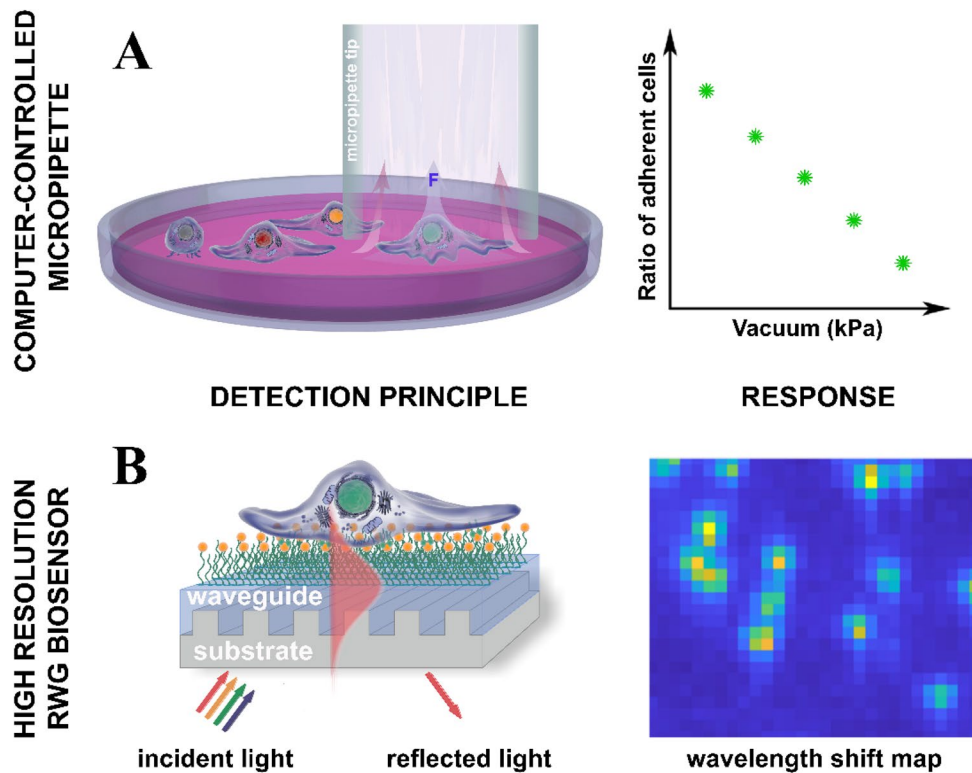 COMPUTER-CONTROLLED
MICROPIPETTE
A
micropipette tip
F
Ratio of adherent cells
Vacuum (kPa)
DETECTION PRINCIPLE
RESPONSE
HIGH RESOLUTION
RWG BIOSENSOR
B
waveguide
substrate
incident light
reflected light
wavelength shift map